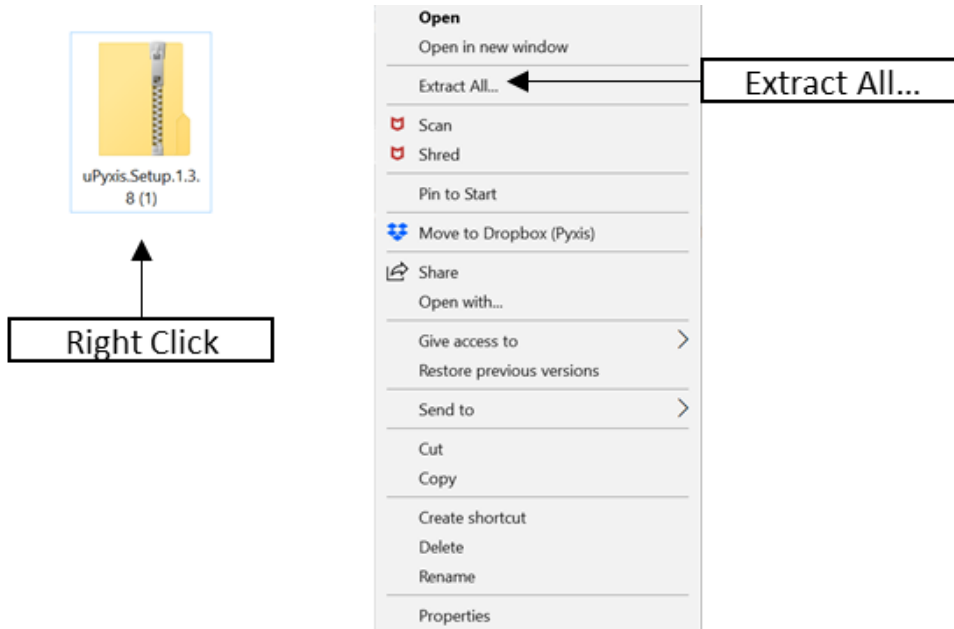 uPyxis.Setup.1.3.
8 (1)
Right Click
Open
Open in new window
Extract All...
Extract All...
Scan
Shred
Pin to Start
Move to Dropbox (Pyxis)
Share
Open with...
Give access to
Restore previous versions
Send to
Cut
Copy
Create shortcut
Delete
Rename
Properties